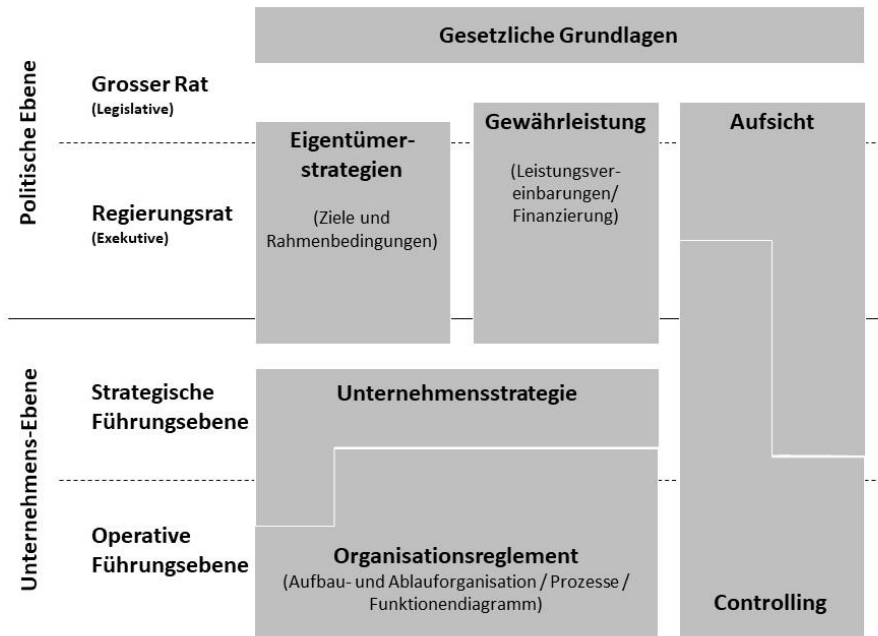 Gesetzliche Grundlagen
Politische Ebene
Grosser Rat
(Legislative)
Eigentümer-
strategien
(Ziele und
Rahmenbedingungen)
Gewährleistung
(Leistungsver-
einbarungen/
Finanzierung)
Aufsicht
Regierungsrat
(Exekutive)
Unternehmens-Ebene
Strategische
Führungsebene
Unternehmensstrategie
Operative
Führungsebene
Organisationsreglement
(Aufbau- und Ablauforganisation / Prozesse /
Funktionendiagramm)
Controlling